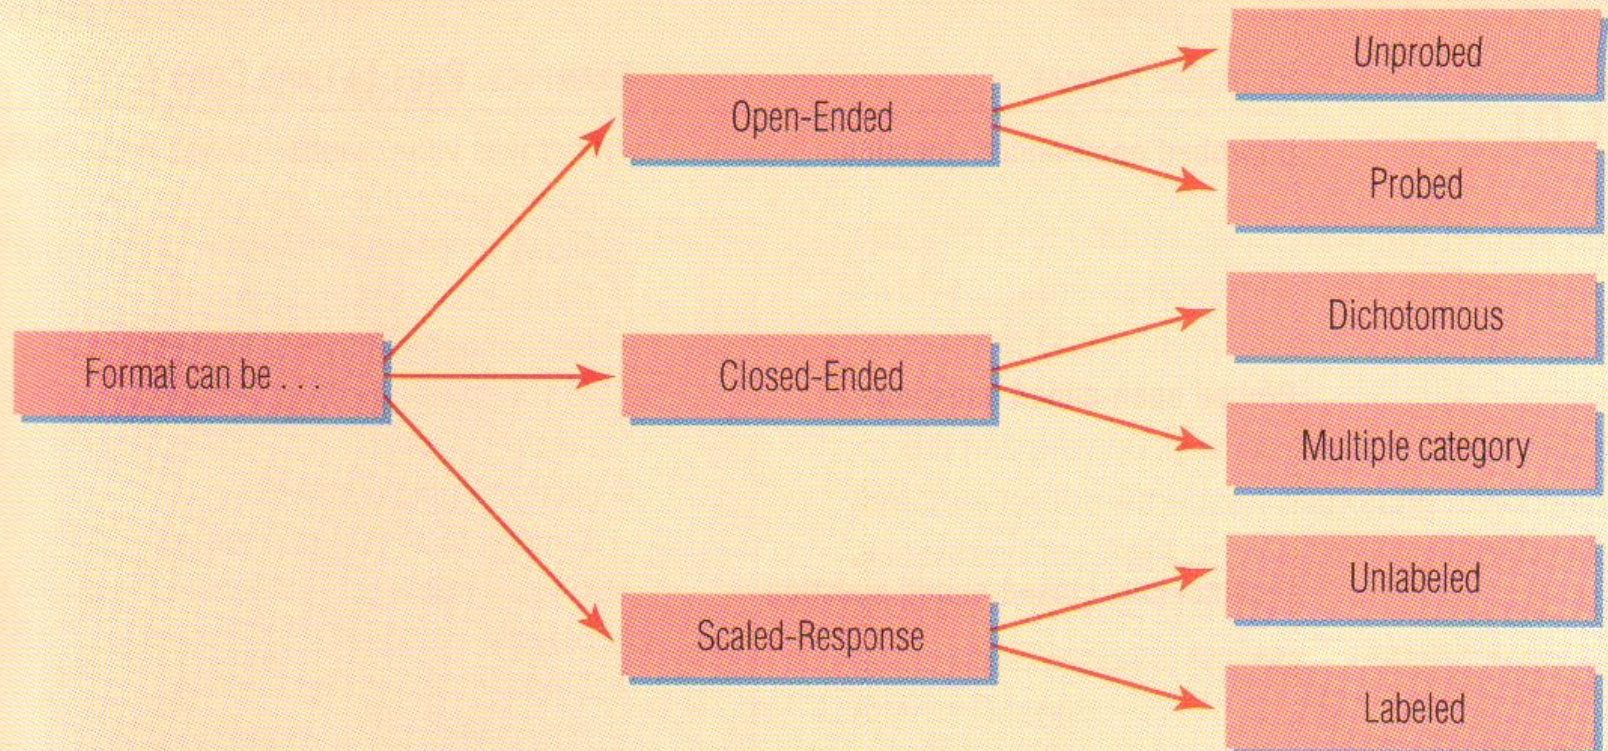 Format can be . . .
Open-Ended
Unprobed
Probed
Closed-Ended
Dichotomous
Multiple category
Scaled-Response
Unlabeled
Labeled